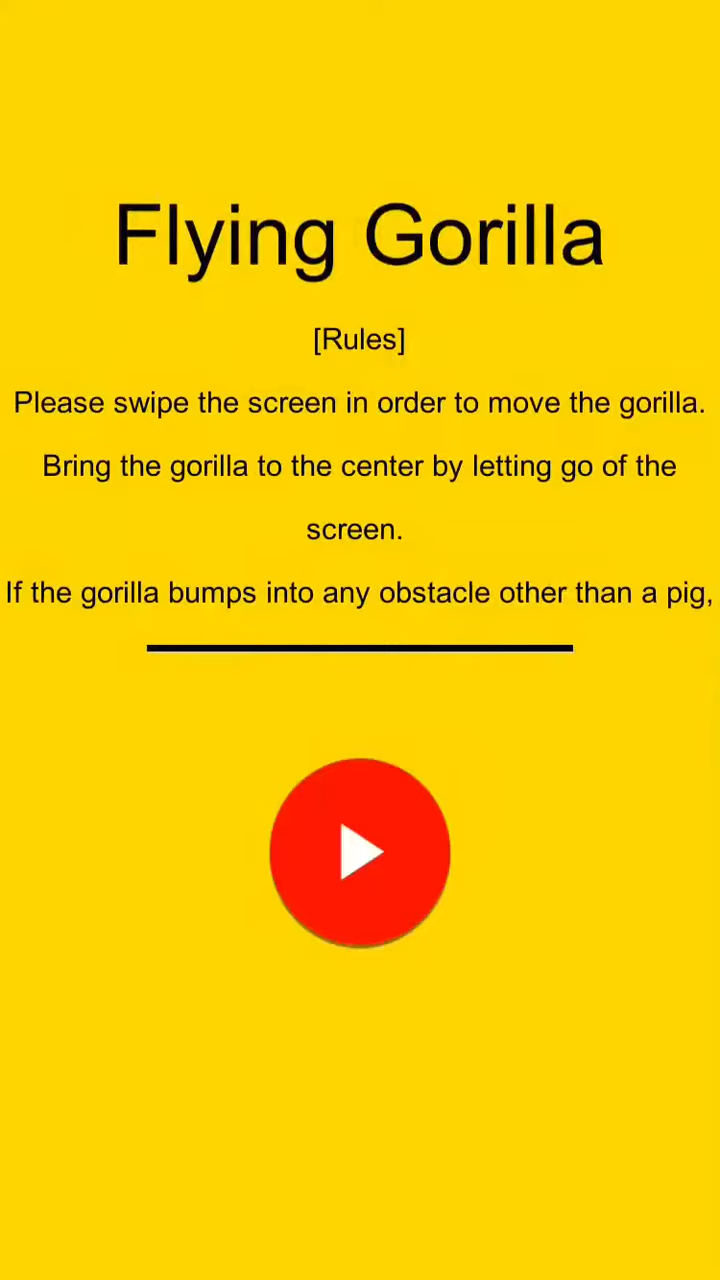 Flying Gorilla
[Rules]
Please swipe the screen in order to move the gorilla.
Bring the gorilla to the center by letting go of the
screen.
If the gorilla bumps into any obstacle other than a pig,